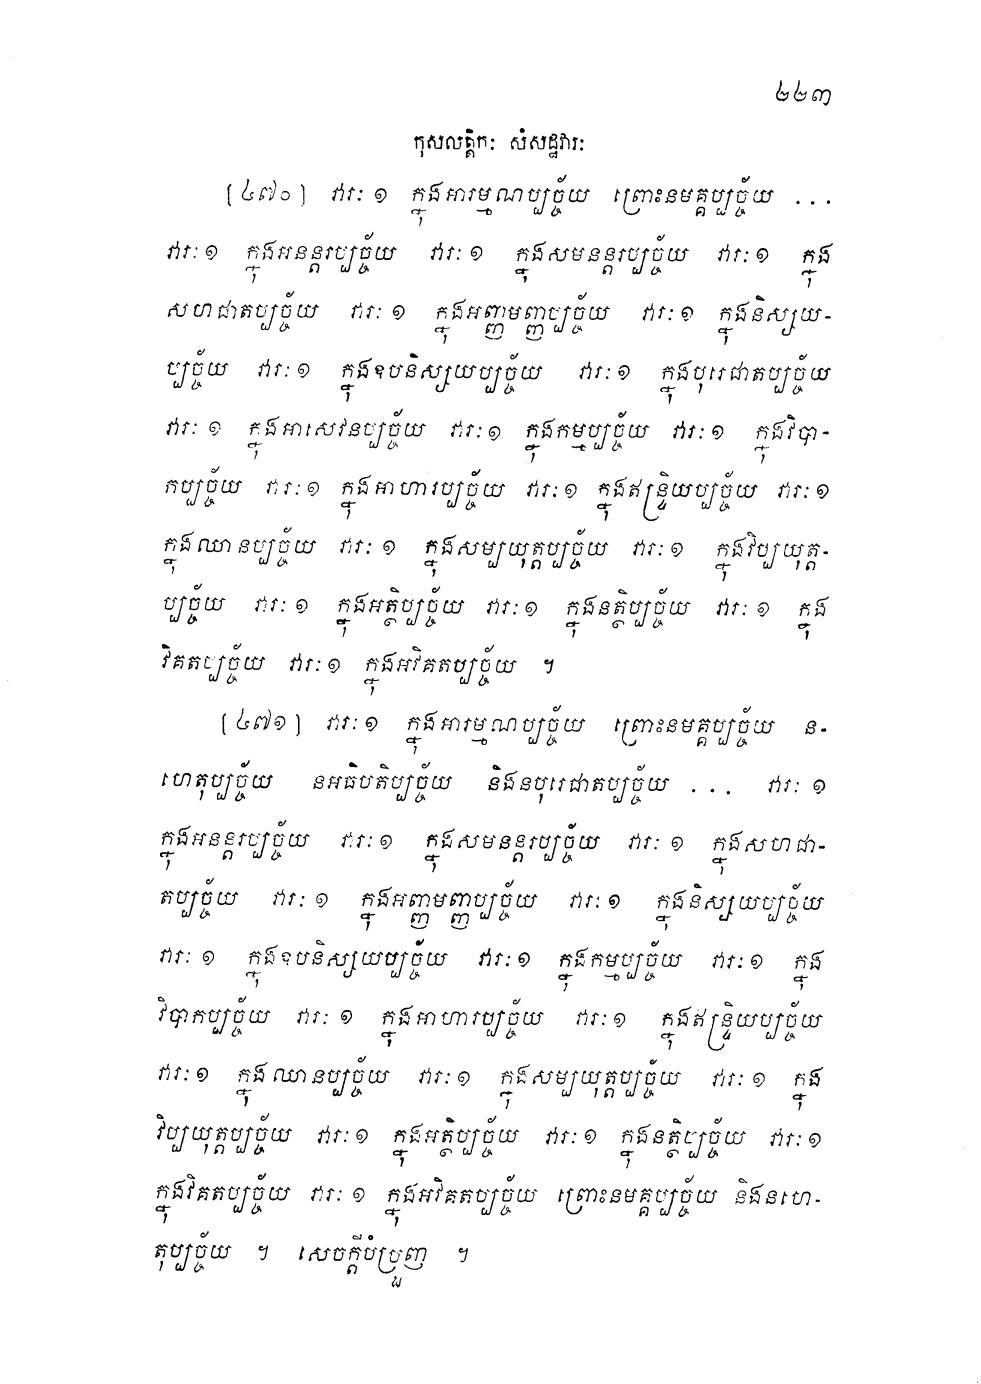 ២២៣
កុសលត្តិកៈ សំសដ្ឋវារៈ
[៤៧០] វារៈ ១ ក្នុងអារម្មណប្បច្ច័យ ព្រោះនមគ្គប្បច្ច័យ ...
វារៈ ១ ក្នុងអនន្តរប្បច្ច័យ វារៈ ១ ក្នុងសមនន្តរប្បច្ច័យ វារៈ ១ ក្នុង
សហជាតប្បច្ច័យ វារៈ ១ ក្នុងអញ្ញាមញ្ញប្បច្ច័យ វារៈ ១ ក្នុងនិស្សយ-
ប្បច្ច័យ វារៈ ១ ក្នុងឧបនិស្សយប្បច្ច័យ វារៈ ១ ក្នុងបុរេជាតប្បច្ច័យ
វារៈ ១ ក្នុងអាសេវនប្បច្ច័យ វារៈ ១ ក្នុងកម្មប្បច្ច័យ វារៈ ១ ក្នុងវិបា-
កប្បច្ច័យ វារៈ ១ ក្នុងអាហារប្បច្ច័យ វារៈ ១ ក្នុងឥន្ទ្រិយប្បច្ច័យ វារៈ ១
ក្នុងឈានប្បច្ច័យ វារៈ ១ ក្នុងសម្បយុត្តប្បច្ច័យ វារៈ ១ ក្នុងវិប្បយុត្ត-
ប្បច្ច័យ វារៈ ១ ក្នុងអត្ថិប្បច្ច័យ វារៈ ១ ក្នុងនត្ថិប្បច្ច័យ វារៈ ១ ក្នុង
វិគតប្បច្ច័យ វារៈ ១ ក្នុងអវិគតប្បច្ច័យ ។
[៤៧១] វារៈ ១ ក្នុងអារម្មណប្បច្ច័យ ព្រោះនមគ្គប្បច្ច័យ ន-
ហេតុប្បច្ច័យ នអធិបតិប្បច្ច័យ និងនបុរេជាតប្បច្ច័យ ... វារៈ ១
ក្នុងអនន្តរប្បច្ច័យ វារៈ ១ ក្នុងសមនន្តរប្បច្ច័យ វារៈ ១ ក្នុងសហជា-
តប្បច្ច័យ វារៈ ១ ក្នុងអញ្ញាមញ្ញប្បច្ច័យ វារៈ ១ ក្នុងនិស្សយប្បច្ច័យ
វារៈ ១ ក្នុងឧបនិស្សយប្បច្ច័យ វារៈ ១ ក្នុងកម្មប្បច្ច័យ វារៈ ១ ក្នុង
វិបាកប្បច្ច័យ វារៈ ១ ក្នុងអាហារប្បច្ច័យ វារៈ ១ ក្នុងឥន្ទ្រិយប្បច្ច័យ
វារៈ ១ ក្នុងឈានប្បច្ច័យ វារៈ ១ ក្នុងសម្បយុត្តប្បច្ច័យ វារៈ ១ ក្នុង
វិប្បយុត្តប្បច្ច័យ វារៈ ១ ក្នុងអត្ថិប្បច្ច័យ វារៈ ១ ក្នុងនត្ថិប្បច្ច័យ វារៈ ១
ក្នុងវិគតប្បច្ច័យ វារៈ ១ ក្នុងអវិគតប្បច្ច័យ ព្រោះនមគ្គប្បច្ច័យ និងនហេ-
តុប្បច្ច័យ ។ សេចក្តីបំប្រួញ ។